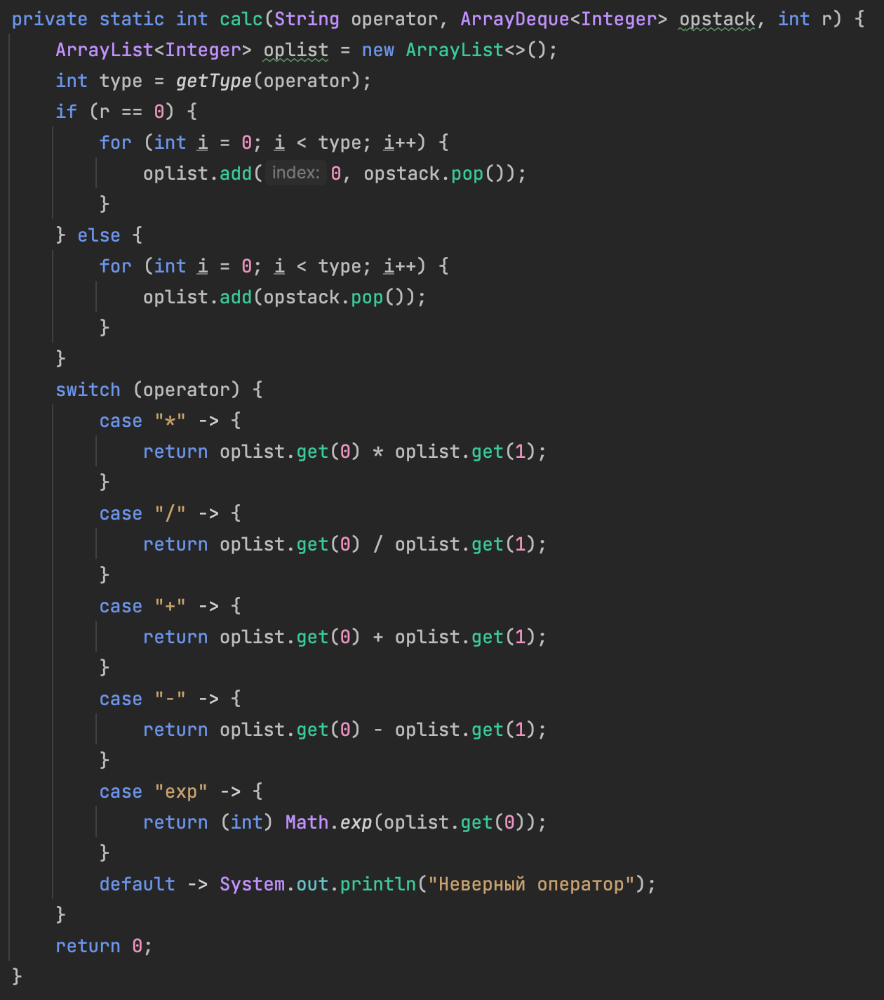 private static int calc(String operator, ArrayDeque<Integer> opstack, int r) {
    ArrayList<Integer> oplist = new ArrayList<>();
    int type = getType(operator);
    if (r == 0) {
        for (int i = 0; i < type; i++) {
            oplist.add( index: 0, opstack.pop());
        }
    } else {
        for (int i = 0; i < type; i++) {
            oplist.add(opstack.pop());
        }
    }
    switch (operator) {
        case "*" -> {
            return oplist.get(0) * oplist.get(1);
        }
        case "/" -> {
            return oplist.get(0) / oplist.get(1);
        }
        case "+" -> {
            return oplist.get(0) + oplist.get(1);
        }
        case "-" -> {
            return oplist.get(0) - oplist.get(1);
        }
        case "exp" -> {
            return (int) Math.exp(oplist.get(0));
        }
        default -> System.out.println("Неверный оператор");
    }
    return 0;
}